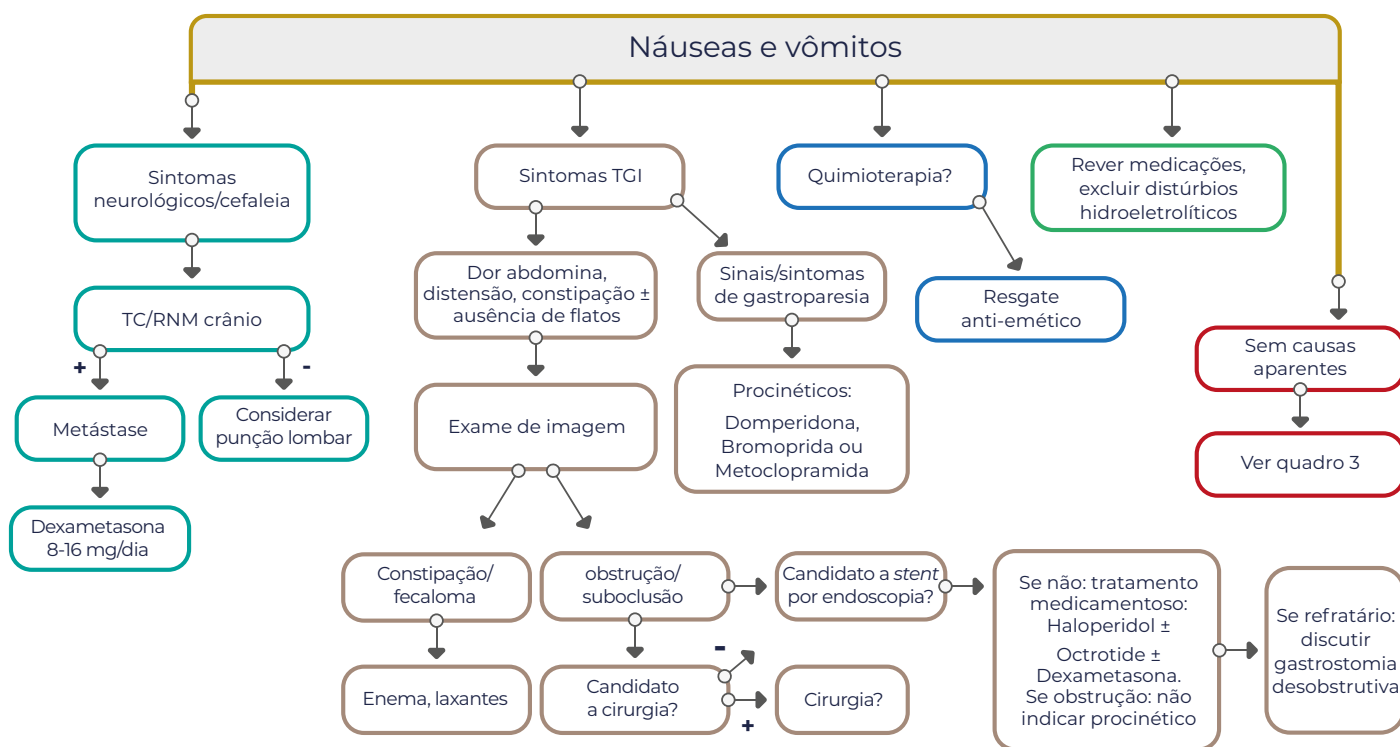 Náuseas e vômitos
Sintomas
neurológicos/cefaleia
TC/RNM crânio
+
-
Metástase
Considerar
punção lombar
Dexametasona
8-16 mg/dia
Sintomas TGI
Dor abdomina,
distensão, constipação ±
ausência de flatos
Exame de imagem
Sinais/sintomas
de gastroparesia
Procinéticos:
Domperidona,
Bromoprida ou
Metoclopramida
Constipação/
fecaloma
Enema, laxantes
obstrução/
suboclusão
Candidato
a cirurgia?
-
+
Cirurgia?
Candidato a stent
por endoscopia?
Se não: tratamento
medicamentoso:
Haloperidol ±
Octrotide ±
Dexametasona.
Se obstrução: não
indicar procinético
Se refratário:
discutir
gastrostomia
desobstrutiva
Quimioterapia?
Resgate
anti-emético
Rever medicações,
excluir distúrbios
hidroeletrolíticos
Sem causas
aparentes
Ver quadro 3